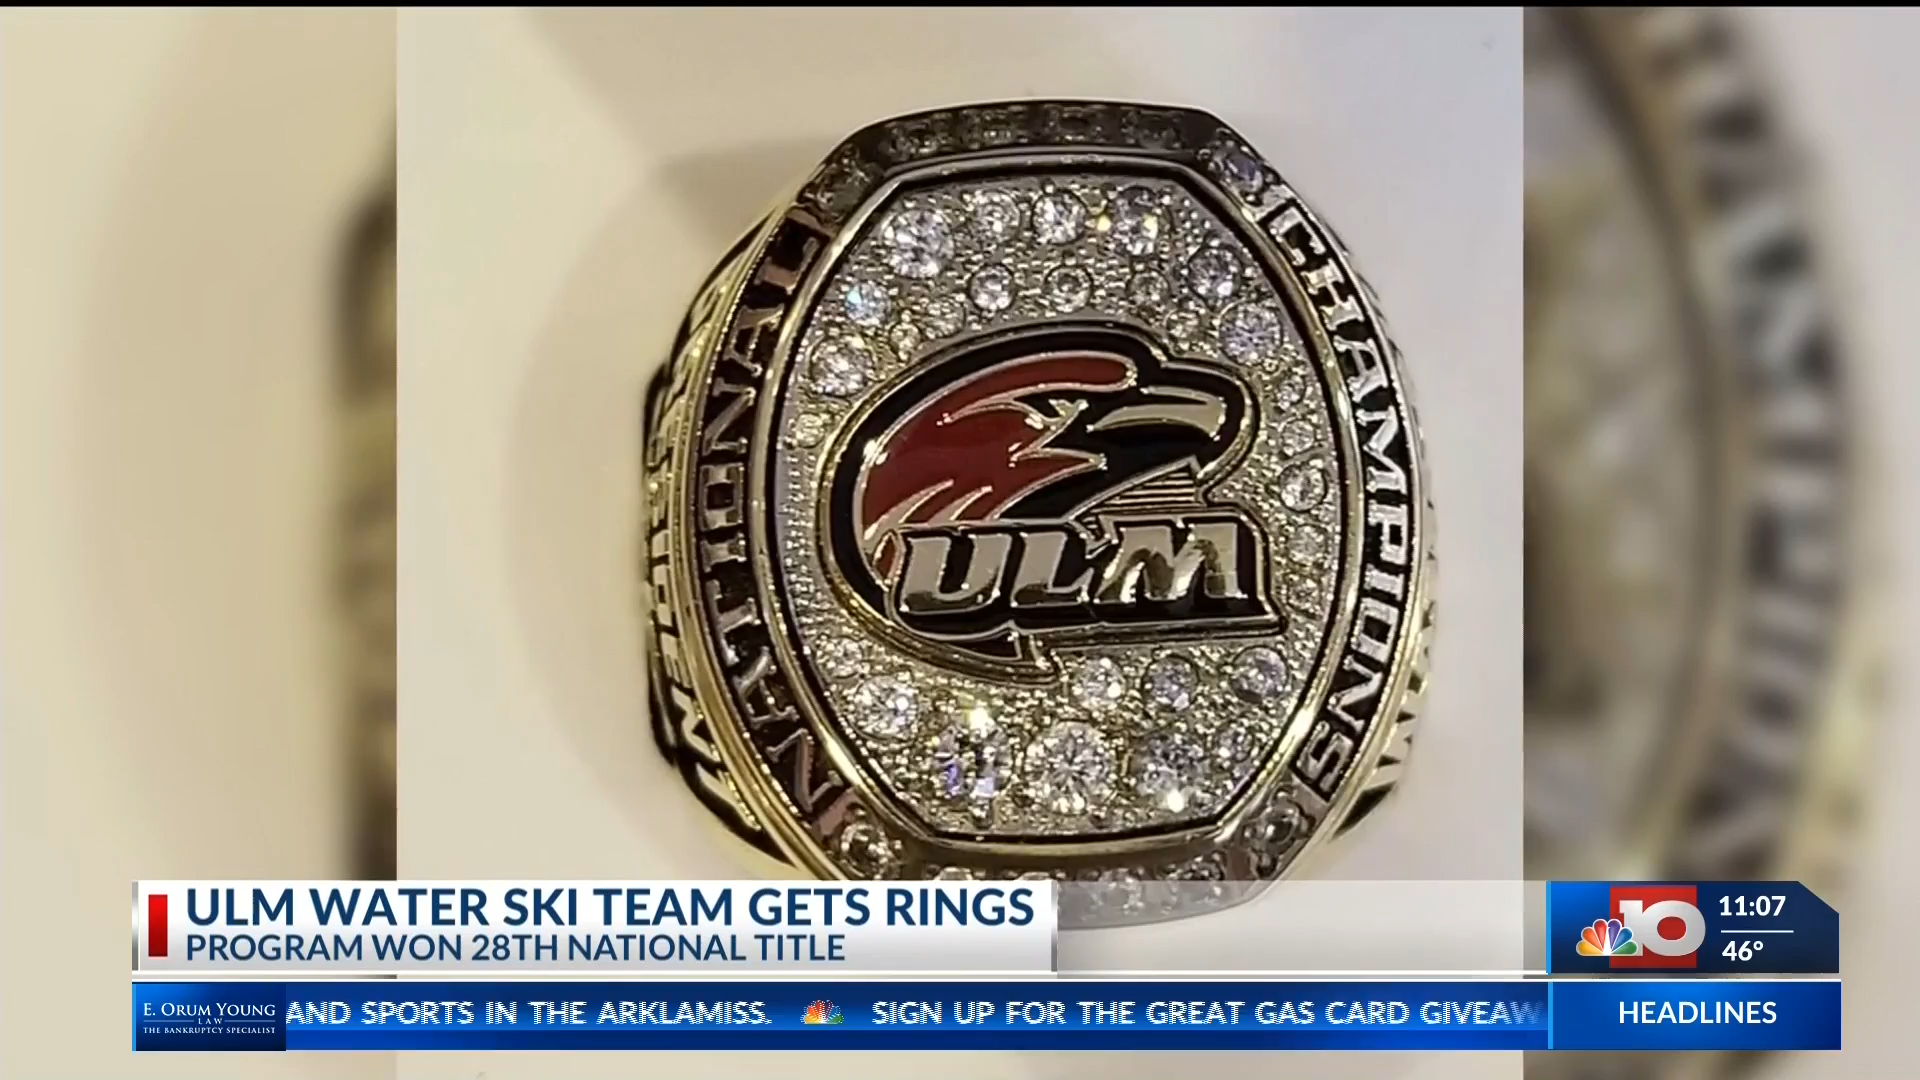 NATIONAL
CHAMPIONS
ULM
ULM WATER SKI TEAM GETS RINGS
PROGRAM WON 28TH NATIONAL TITLE
10
11:07
46°
E. ORUM YOUNG
LAW
THE BANKRUPTCY SPECIALIST
AND SPORTS IN THE ARKLAMISS.
SIGN UP FOR THE GREAT GAS CARD GIVEAW
HEADLINES